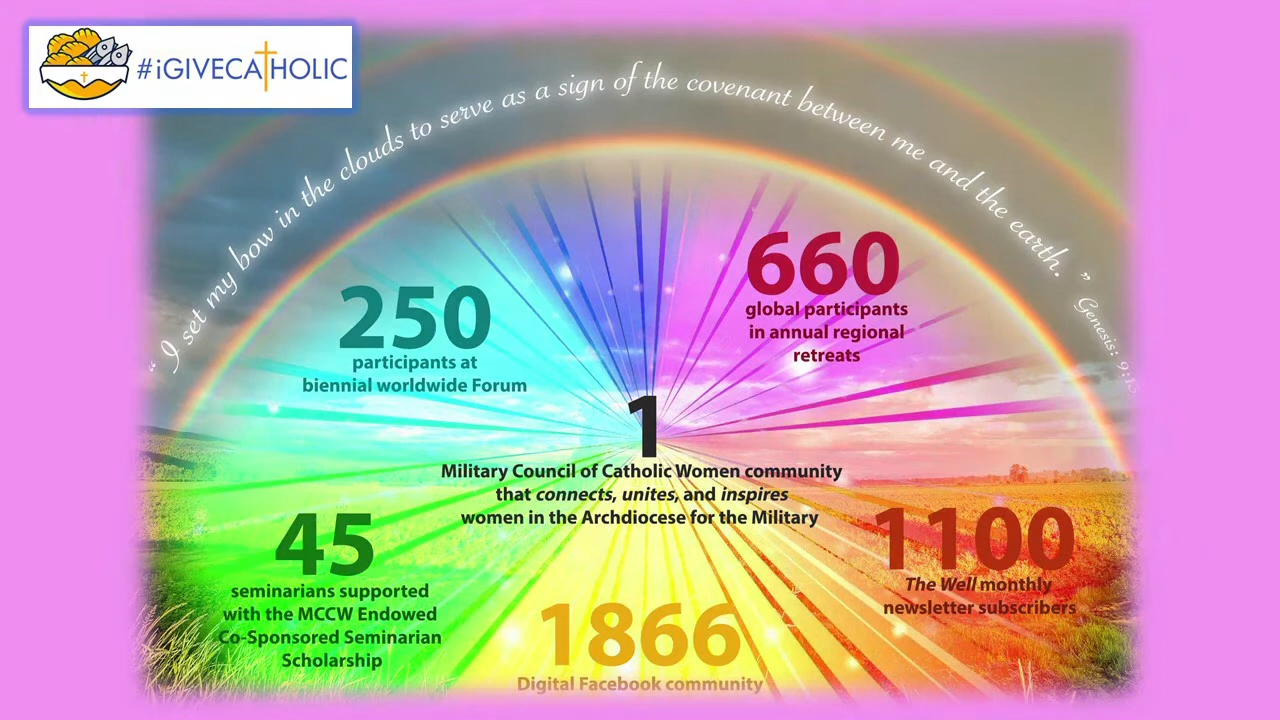 #iGIVECATHOLIC
“I set my bow in the clouds to serve as a sign of the covenant between me and the earth.” Genesis: 9:13
250
participants at
biennial worldwide Forum
660
global participants
in annual regional
retreats
1
Military Council of Catholic Women community
that connects, unites, and inspires
women in the Archdiocese for the Military
45
seminarians supported
with the MCCW Endowed
Co-Sponsored Seminarian
Scholarship
1100
The Well monthly
newsletter subscribers
1866
Digital Facebook community